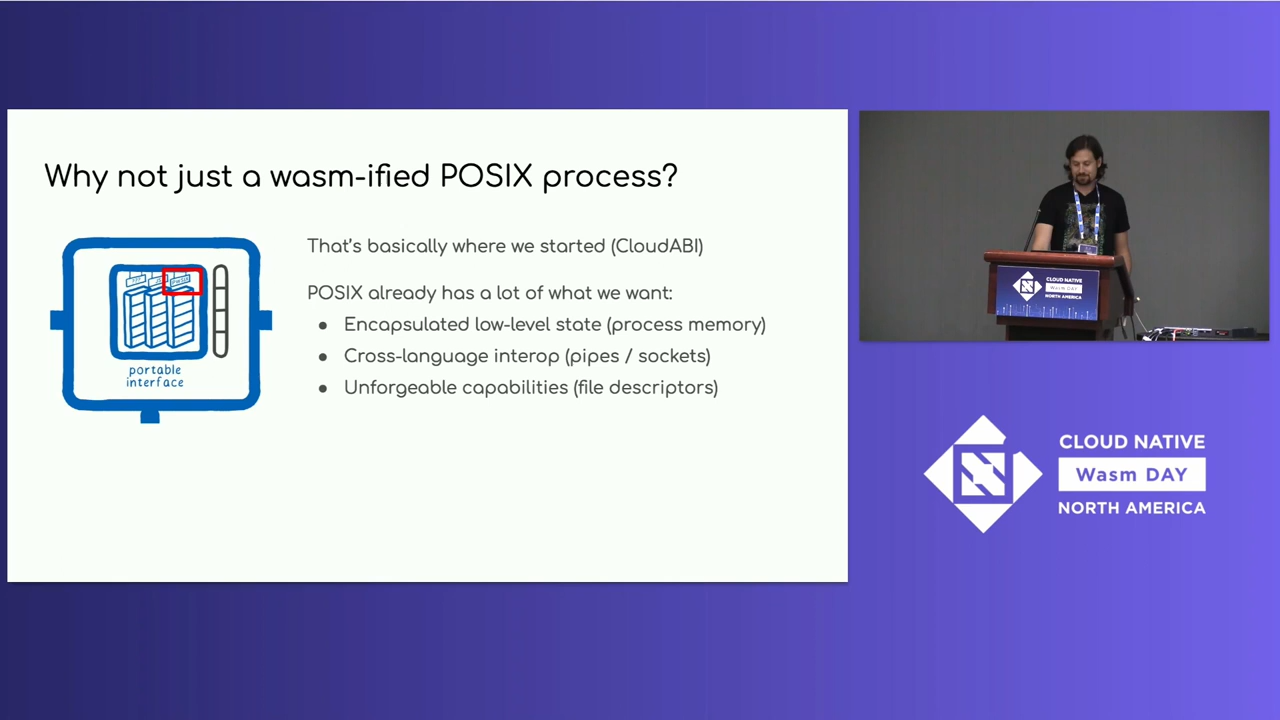 Why not just a wasm-ified POSIX process?
That's basically where we started (CloudABI)
POSIX already has a lot of what we want:
● Encapsulated low-level state (process memory)
● Cross-language interop (pipes / sockets)
● Unforgeable capabilities (file descriptors)
portable
interface
CLOUD NATIVE
Wasm DAY
NORTH AMERICA
CLOUD NATIVE
Wasm DAY
NORTH AMERICA